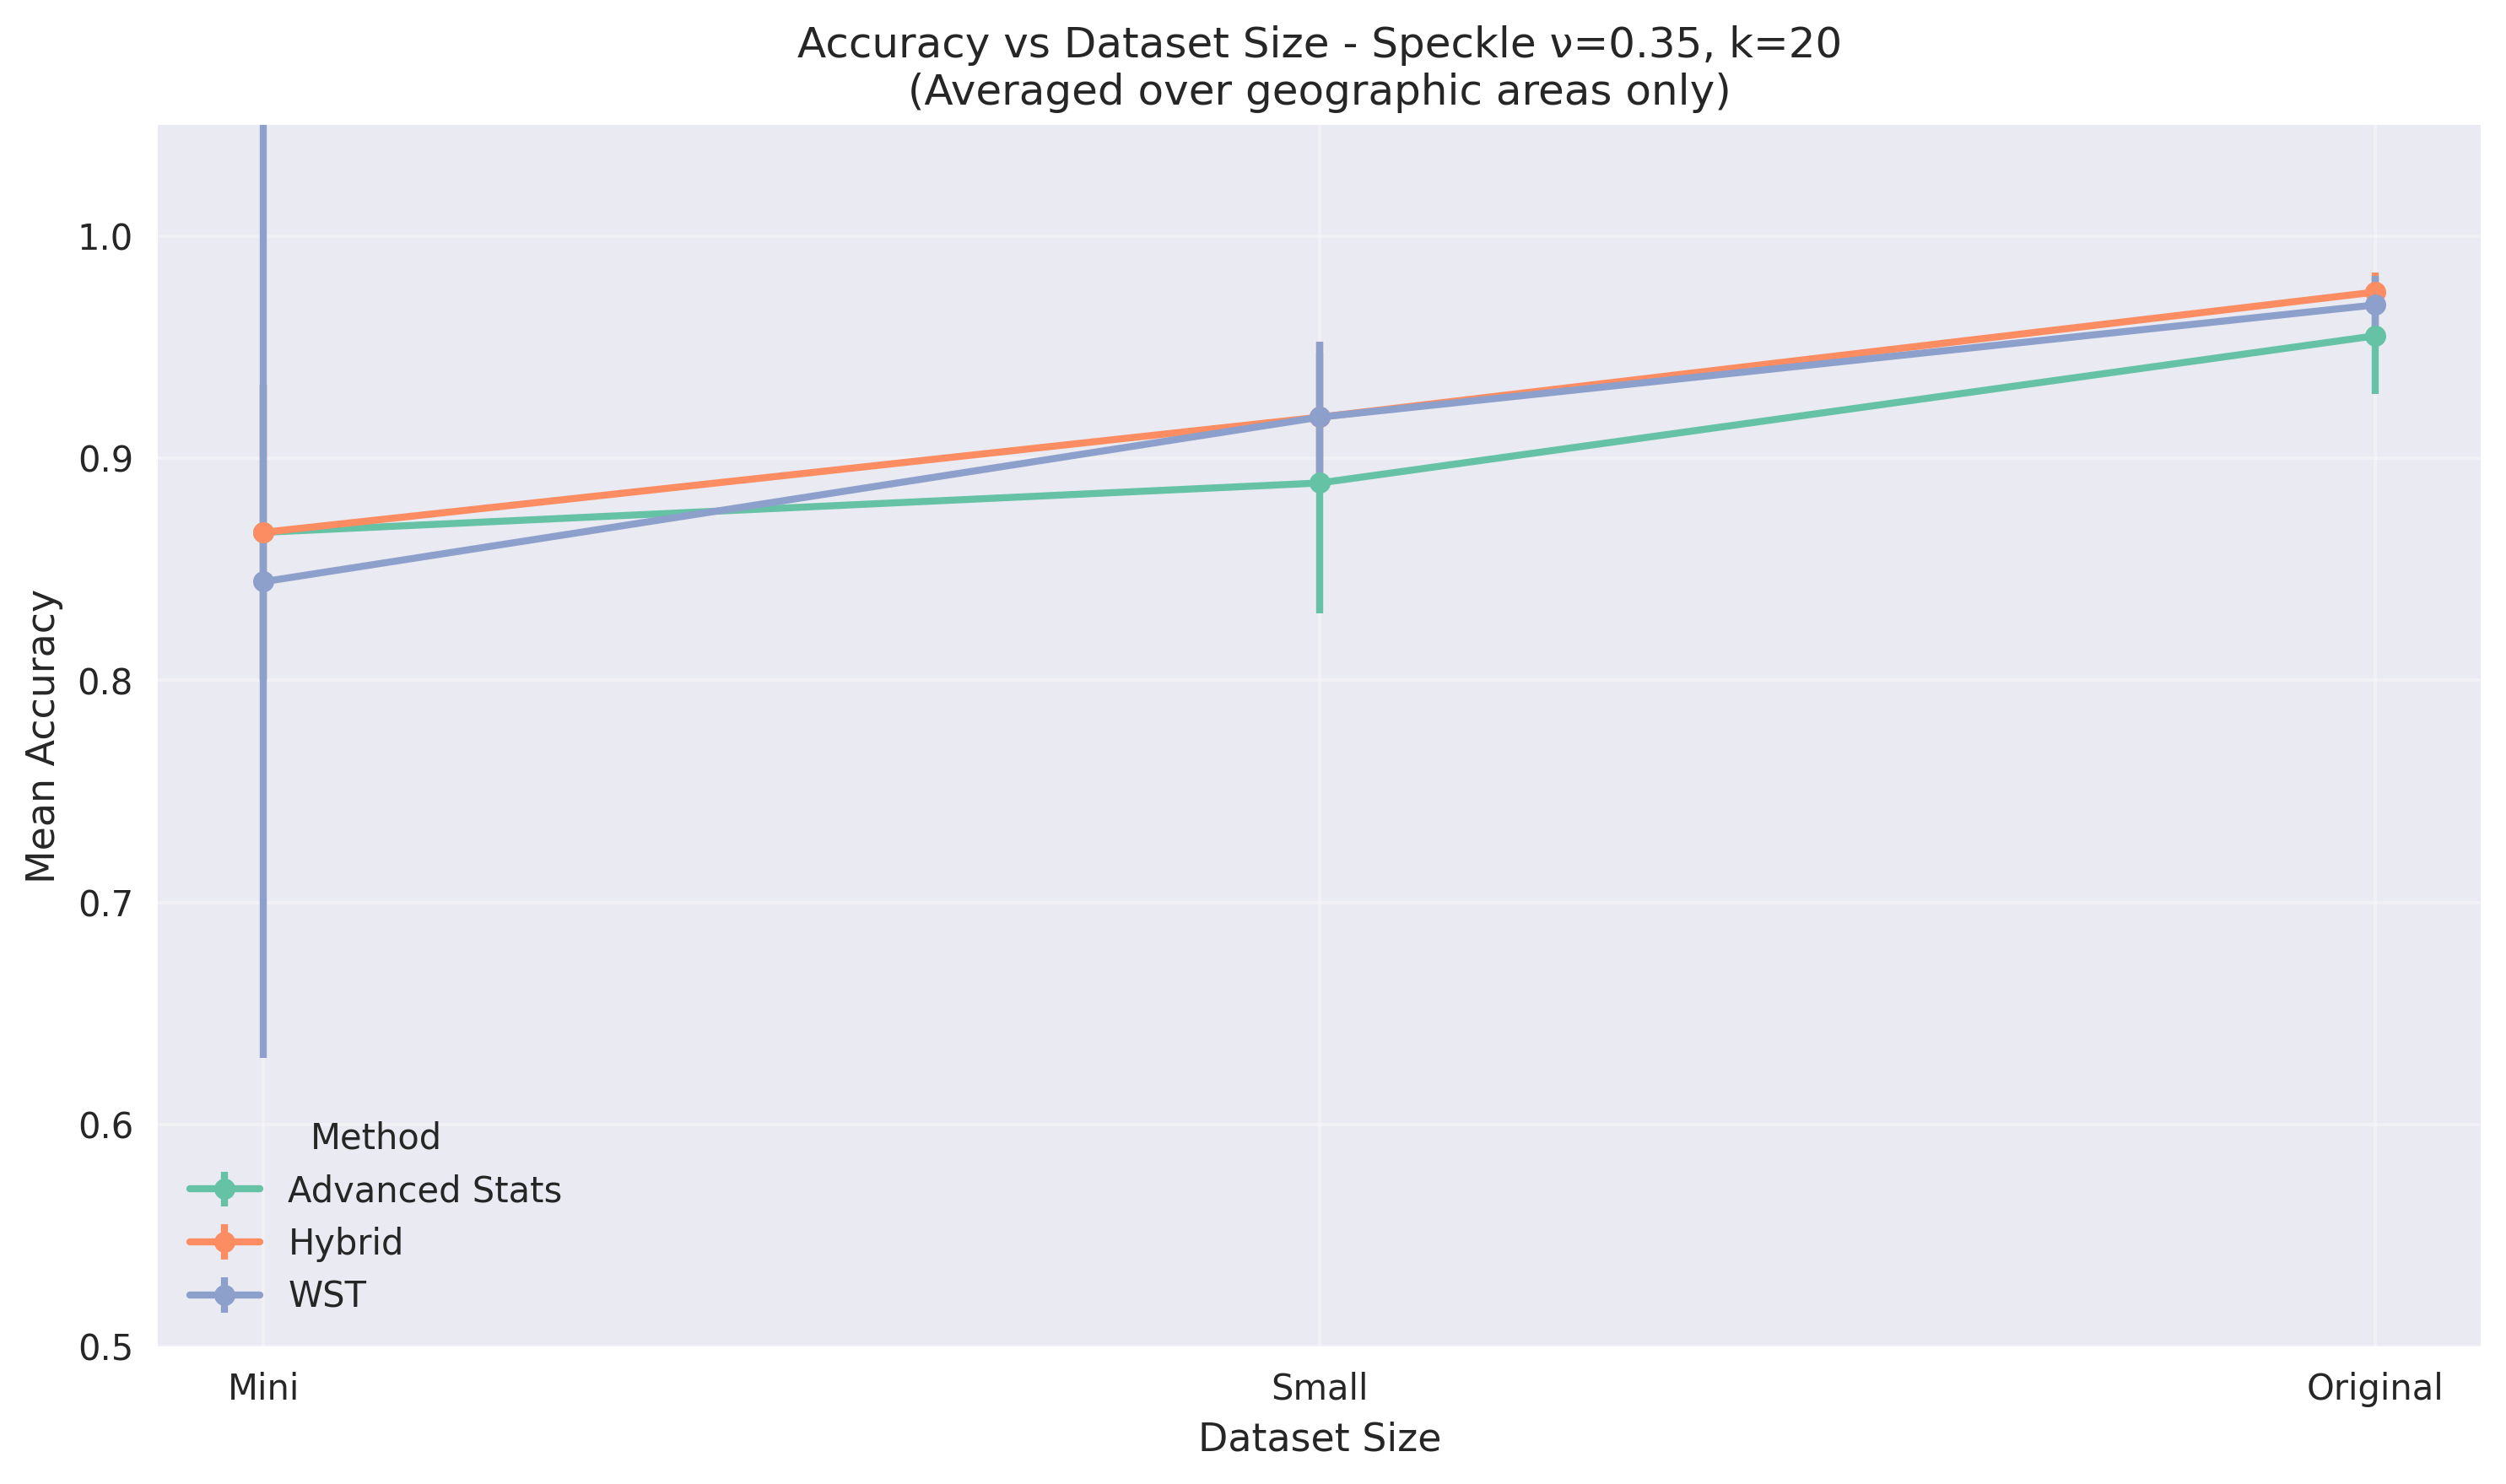 Accuracy vs Dataset Size - Speckle ν=0.35, k=20
(Averaged over geographic areas only)
Mean Accuracy
1.0
0.9
0.8
0.7
0.6
0.5
Method
Advanced Stats
Hybrid
WST
Mini
Small
Original
Dataset Size